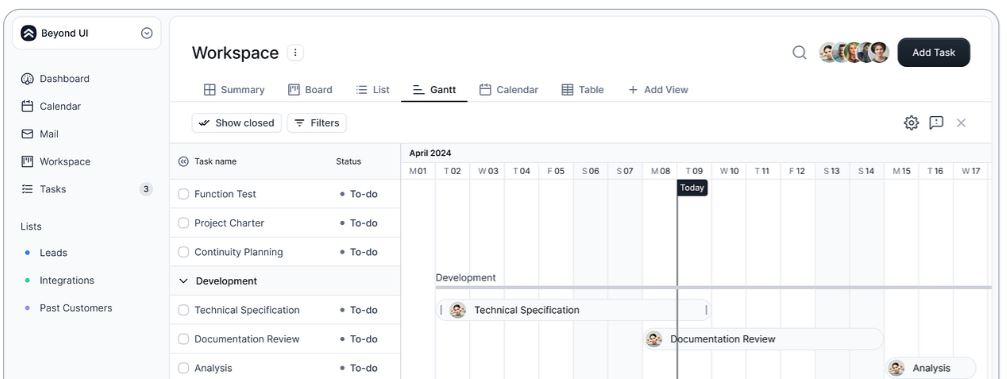 Beyond UI
Dashboard
Calendar
Mail
Workspace
Tasks 3
Lists
Leads
Integrations
Past Customers
Workspace
Add Task
Summary Board List Gantt Calendar Table + Add View
Show closed Filters
Task name Status
Function Test To-do
Project Charter To-do
Continuity Planning To-do
Development
Technical Specification To-do
Documentation Review To-do
Analysis To-do
April 2024
M 01 T 02 W 03 T 04 F 05 S 06 S 07 M 08 T 09 W 10 T 11 F 12 S 13 S 14 M 15 T 16 W 17
Today
Development
Technical Specification
Documentation Review
Analysis